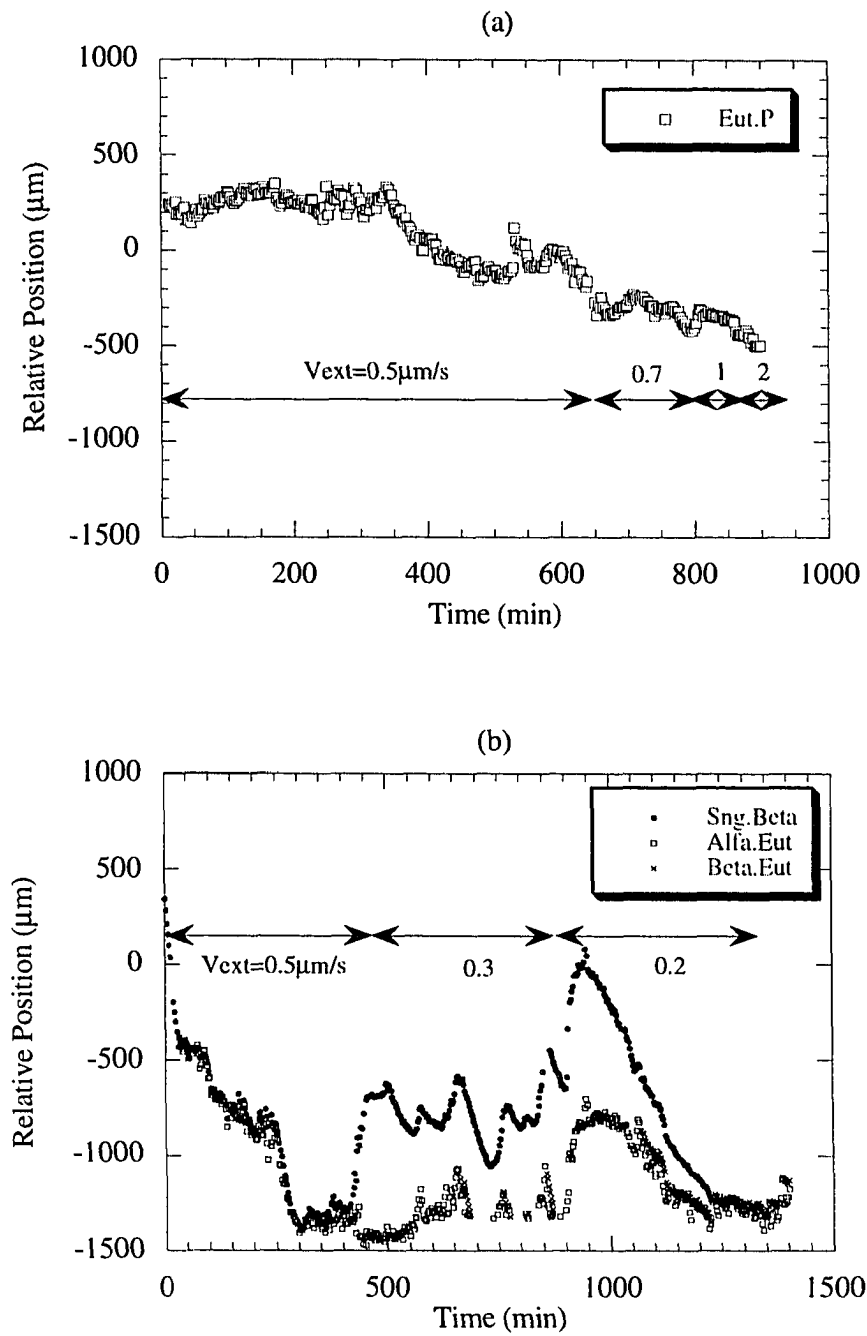 (a)
1000
500
0
-500
-1000
-1500
Relative Position (µm)
Eut.P
Vext=0.5µm/s
0.7
1
2
0
200
400
600
800
1000
Time (min)
(b)
1000
500
0
-500
-1000
-1500
Relative Position (µm)
Sng.Beta
Alfa.Eut
Beta.Eut
Vext=0.5µm/s
0.3
0.2
0
500
1000
1500
Time (min)